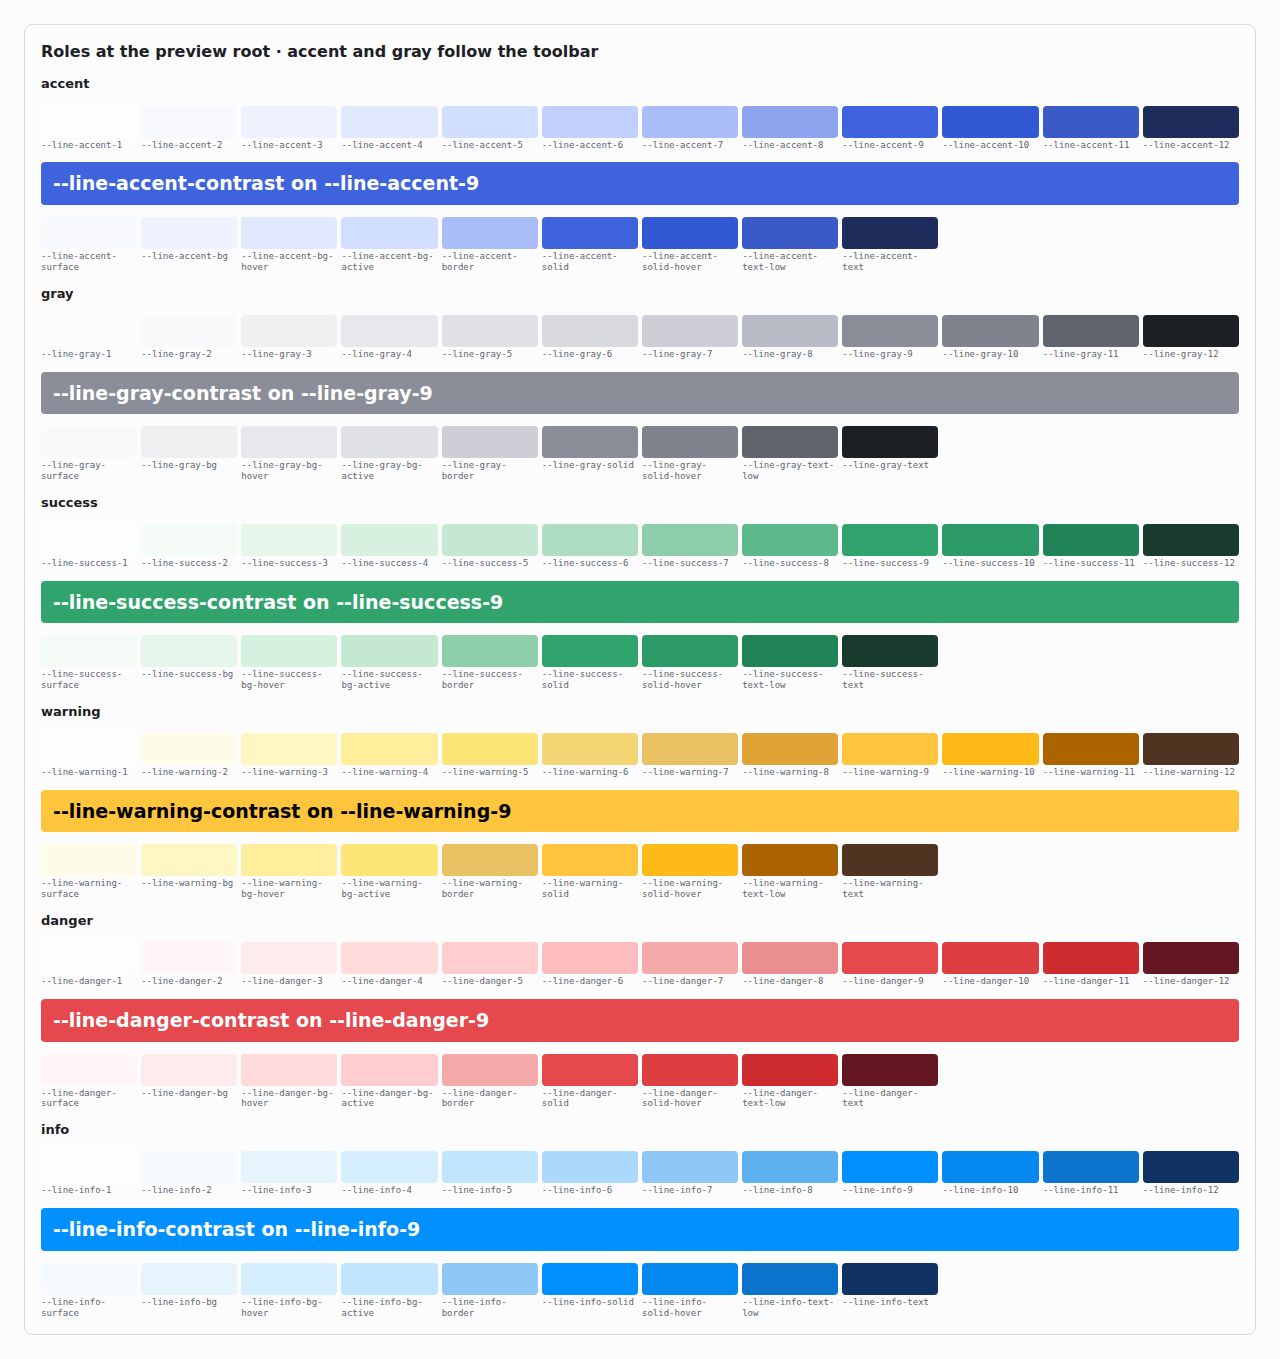 Roles at the preview root · accent and gray follow the toolbar
accent
--line-accent-1 --line-accent-2 --line-accent-3 --line-accent-4 --line-accent-5 --line-accent-6 --line-accent-7 --line-accent-8 --line-accent-9 --line-accent-10 --line-accent-11 --line-accent-12
--line-accent-contrast on --line-accent-9
--line-accent- --line-accent-bg --line-accent-bg- --line-accent-bg- --line-accent- --line-accent- --line-accent- --line-accent- --line-accent-
surface hover active border solid solid-hover text-low text
gray
--line-gray-1 --line-gray-2 --line-gray-3 --line-gray-4 --line-gray-5 --line-gray-6 --line-gray-7 --line-gray-8 --line-gray-9 --line-gray-10 --line-gray-11 --line-gray-12
--line-gray-contrast on --line-gray-9
--line-gray- --line-gray-bg --line-gray-bg- --line-gray-bg- --line-gray- --line-gray-solid --line-gray- --line-gray-text- --line-gray-text
surface hover active border solid-hover low
success
--line-success-1 --line-success-2 --line-success-3 --line-success-4 --line-success-5 --line-success-6 --line-success-7 --line-success-8 --line-success-9 --line-success-10 --line-success-11 --line-success-12
--line-success-contrast on --line-success-9
--line-success- --line-success-bg --line-success- --line-success- --line-success- --line-success- --line-success- --line-success- --line-success-
surface bg-hover bg-active border solid solid-hover text-low text
warning
--line-warning-1 --line-warning-2 --line-warning-3 --line-warning-4 --line-warning-5 --line-warning-6 --line-warning-7 --line-warning-8 --line-warning-9 --line-warning-10 --line-warning-11 --line-warning-12
--line-warning-contrast on --line-warning-9
--line-warning- --line-warning-bg --line-warning- --line-warning- --line-warning- --line-warning- --line-warning- --line-warning- --line-warning-
surface bg-hover bg-active border solid solid-hover text-low text
danger
--line-danger-1 --line-danger-2 --line-danger-3 --line-danger-4 --line-danger-5 --line-danger-6 --line-danger-7 --line-danger-8 --line-danger-9 --line-danger-10 --line-danger-11 --line-danger-12
--line-danger-contrast on --line-danger-9
--line-danger- --line-danger-bg --line-danger-bg- --line-danger-bg- --line-danger- --line-danger- --line-danger- --line-danger- --line-danger-
surface hover active border solid solid-hover text-low text
info
--line-info-1 --line-info-2 --line-info-3 --line-info-4 --line-info-5 --line-info-6 --line-info-7 --line-info-8 --line-info-9 --line-info-10 --line-info-11 --line-info-12
--line-info-contrast on --line-info-9
--line-info- --line-info-bg --line-info-bg- --line-info-bg- --line-info- --line-info-solid --line-info- --line-info-text- --line-info-text
surface hover active border solid-hover low